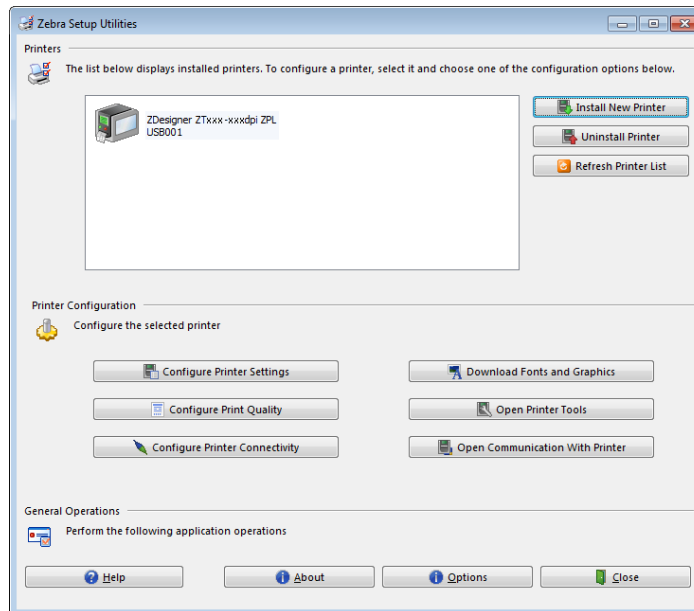 Zebra Setup Utilities
Printers
The list below displays installed printers. To configure a printer, select it and choose one of the configuration options below.
ZDesigner ZTxxx-xxxdpi ZPL
USB001
Install New Printer
Uninstall Printer
Refresh Printer List
Printer Configuration
Configure the selected printer
Configure Printer Settings
Download Fonts and Graphics
Configure Print Quality
Open Printer Tools
Configure Printer Connectivity
Open Communication With Printer
General Operations
Perform the following application operations
Help
About
Options
Close